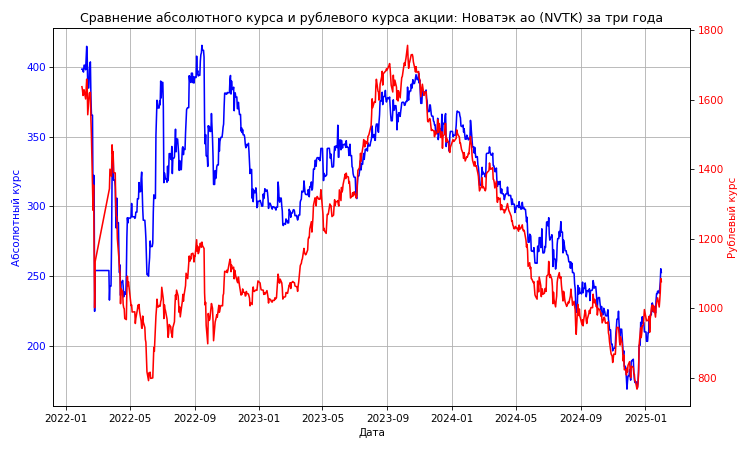 Сравнение абсолютного курса и рублевого курса акции: Новатэк ао (NVTK) за три года
Абсолютный курс
400
350
300
250
200
1800
1600
1400
1200
1000
800
Рублевый курс
2022-01 2022-05 2022-09 2023-01 2023-05 2023-09 2024-01 2024-05 2024-09 2025-01
Дата